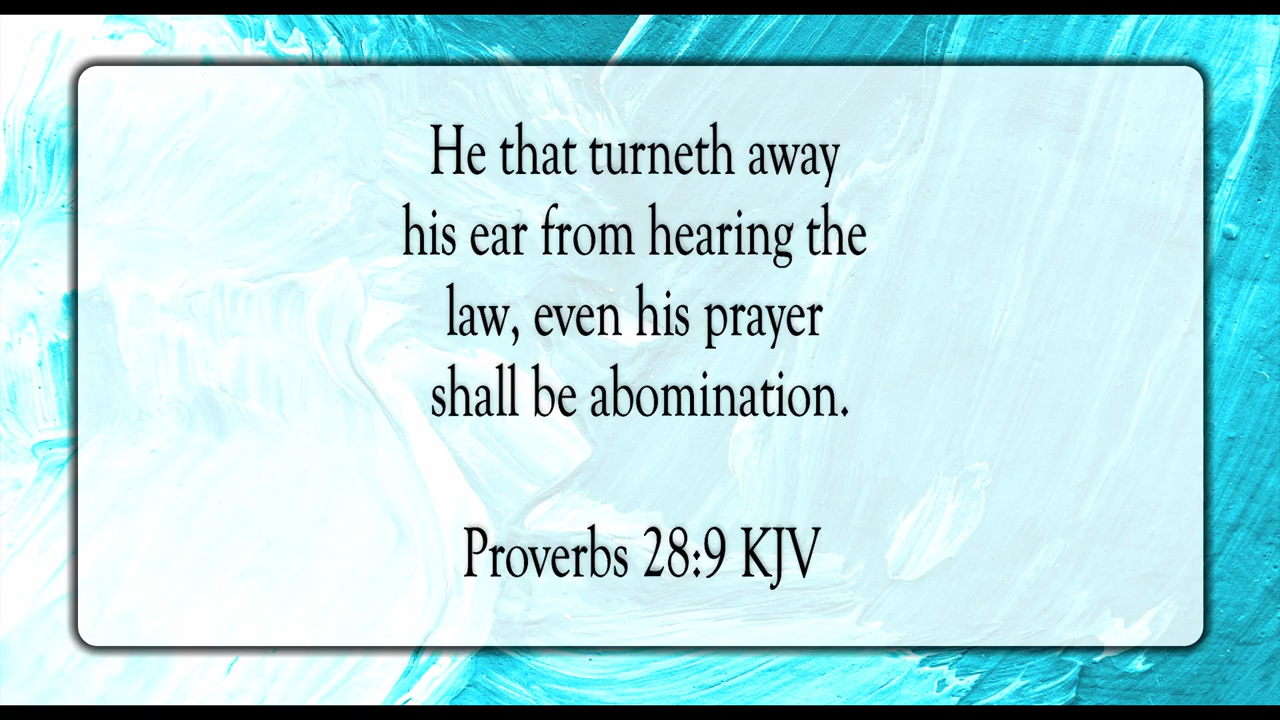 He that turneth away
his ear from hearing the
law, even his prayer
shall be abomination.
Proverbs 28:9 KJV